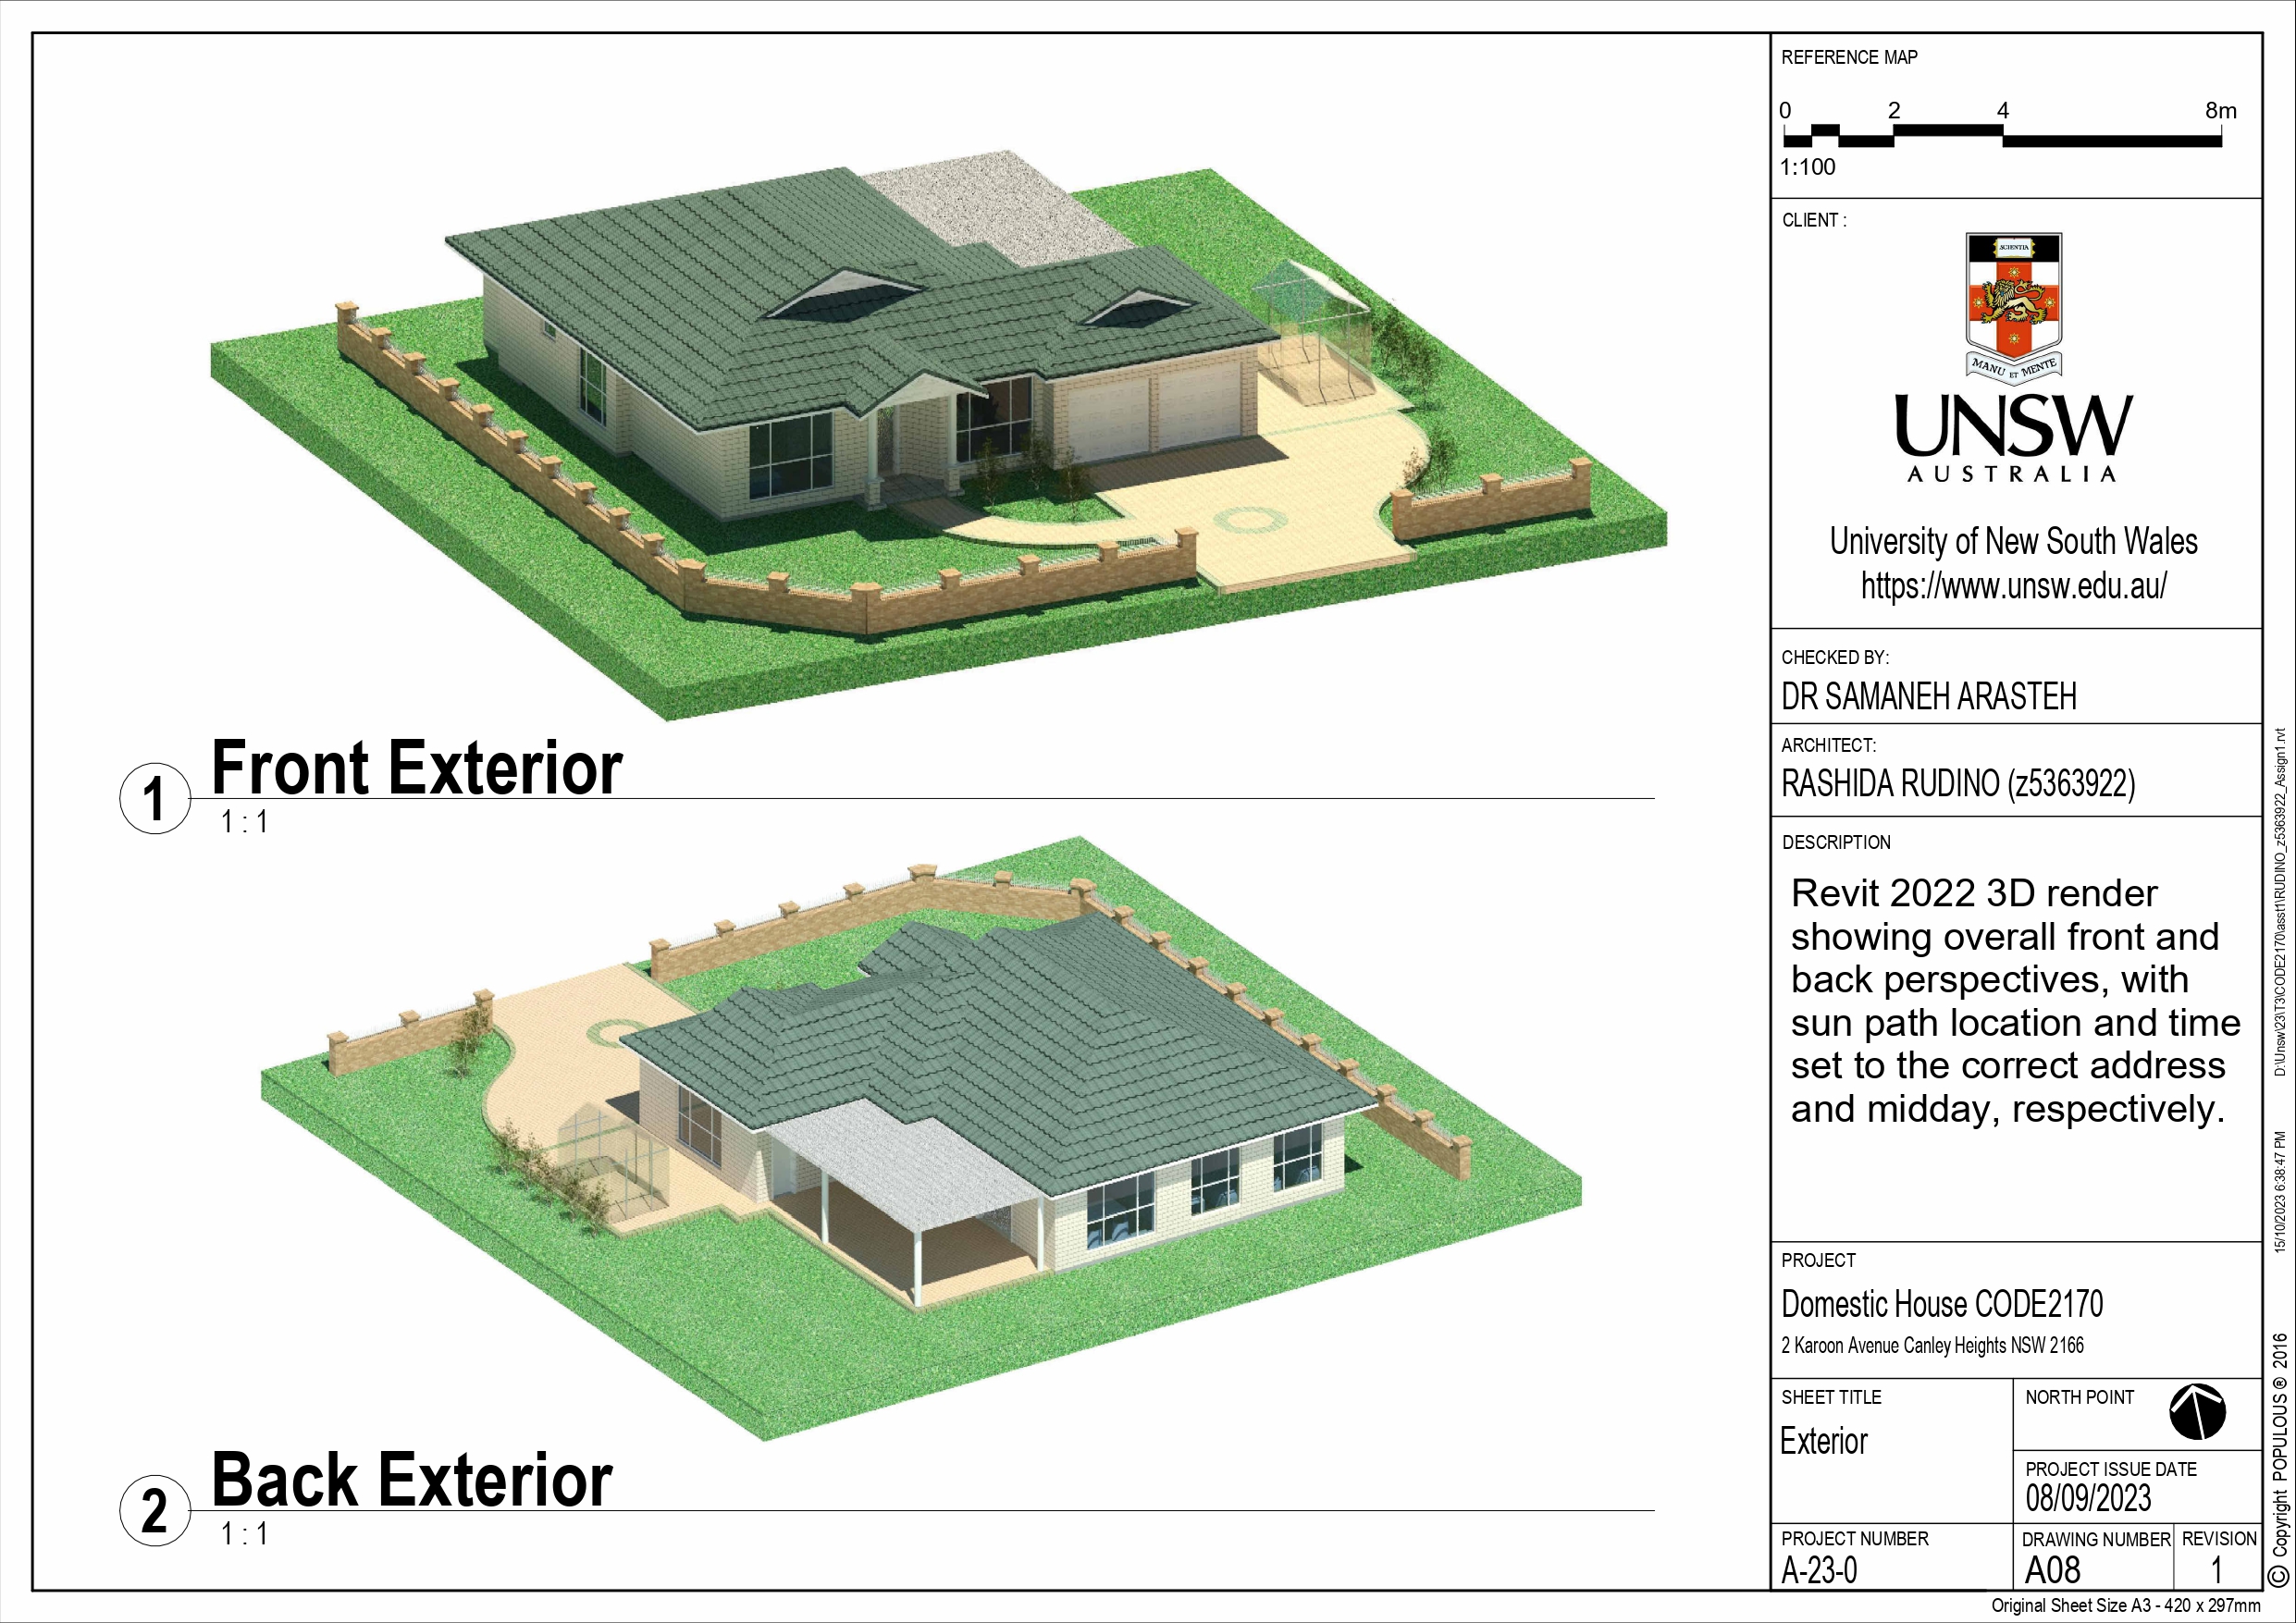 1
Front Exterior
1 : 1
2
Back Exterior
1 : 1
REFERENCE MAP
0 2 4 8m
1:100
CLIENT :
SCIENTIA
MANU ET MENTE
UNSW
AUSTRALIA
University of New South Wales
https://www.unsw.edu.au/
CHECKED BY:
DR SAMANEH ARASTEH
ARCHITECT:
RASHIDA RUDINO (z5363922)
DESCRIPTION
Revit 2022 3D render
showing overall front and
back perspectives, with
sun path location and time
set to the correct address
and midday, respectively.
PROJECT
Domestic House CODE2170
2 Karoon Avenue Canley Heights NSW 2166
SHEET TITLE
Exterior
NORTH POINT
PROJECT ISSUE DATE
08/09/2023
PROJECT NUMBER
A-23-0
DRAWING NUMBER
A08
REVISION
1
Original Sheet Size A3 - 420 x 297mm
© Copyright POPULOUS ® 2016
15/10/2023 6:38:47 PM
D:\Unsw\23\T3\CODE2170\asst1\RUDINO_z5363922_Assign1.rvt